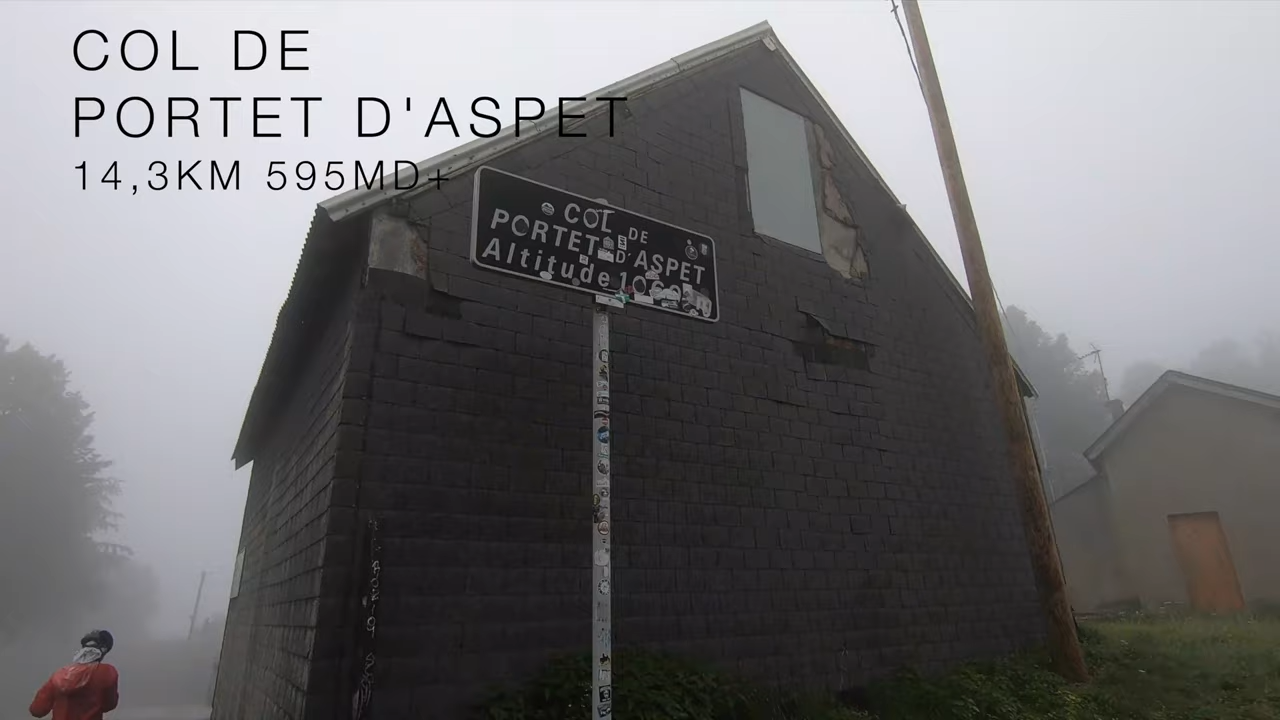 COL DE
PORTET D'ASPET
14,3KM 595MD+
COL DE
PORTET D'ASPET
Altitude